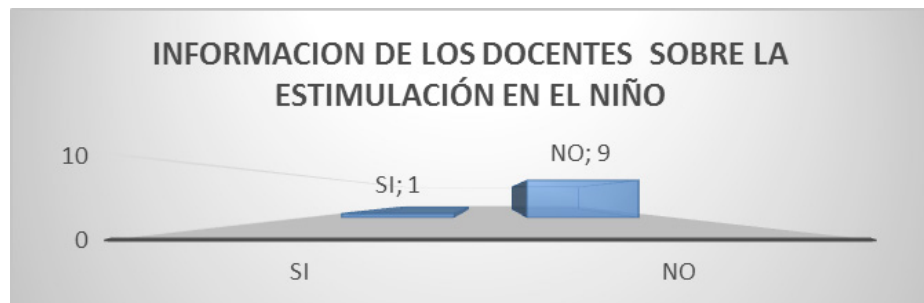 INFORMACION DE LOS DOCENTES SOBRE LA
ESTIMULACIÓN EN EL NIÑO
10
NO; 9
SI; 1
0
SI
NO